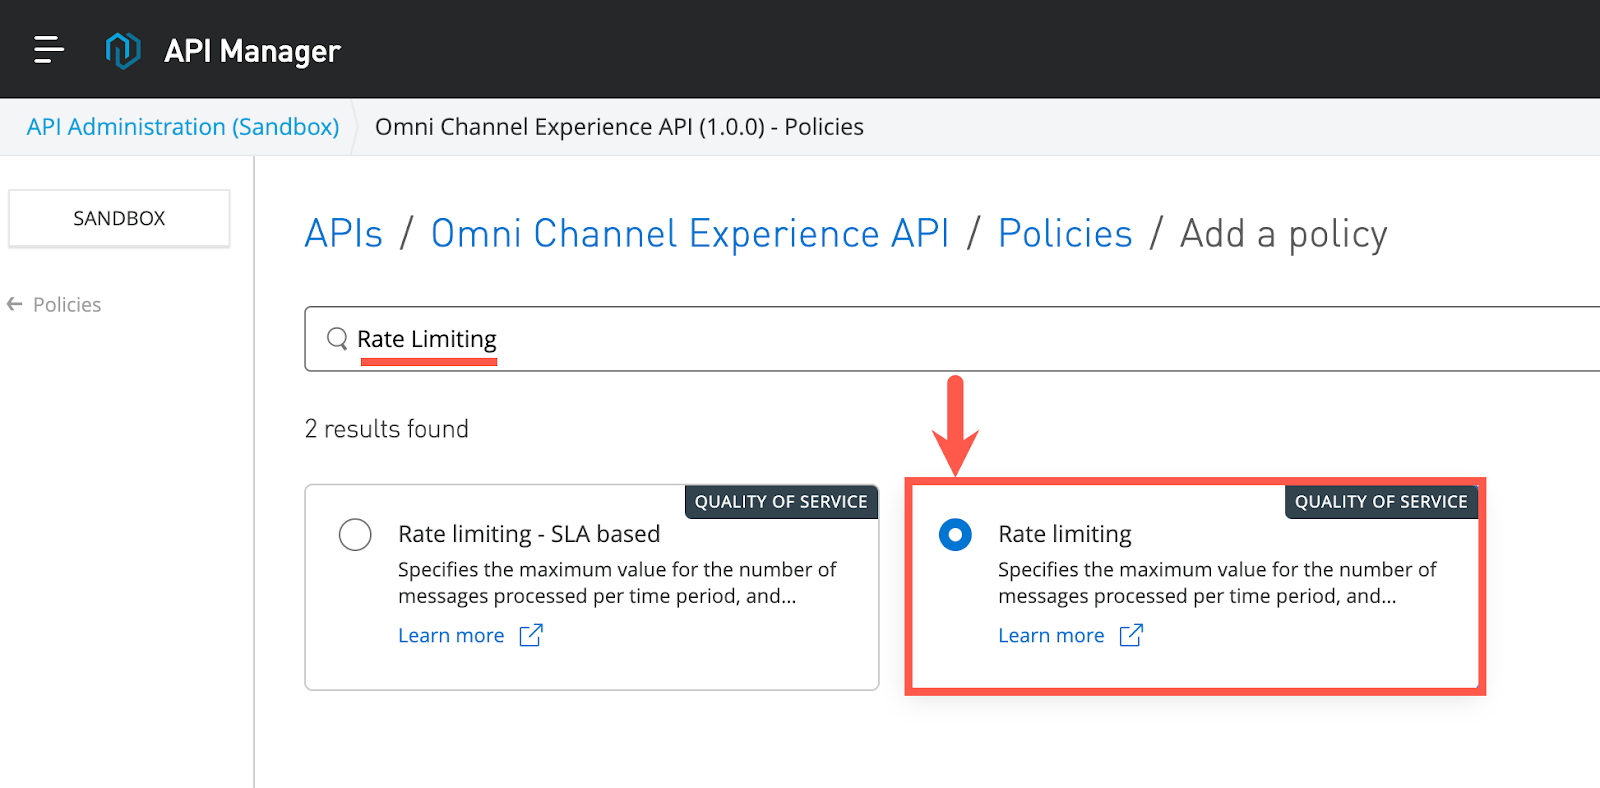 API Manager
API Administration (Sandbox)
Omni Channel Experience API (1.0.0) - Policies
SANDBOX
Policies
APIs / Omni Channel Experience API / Policies / Add a policy
Rate Limiting
2 results found
QUALITY OF SERVICE
Rate limiting - SLA based
Specifies the maximum value for the number of
messages processed per time period, and...
Learn more
QUALITY OF SERVICE
Rate limiting
Specifies the maximum value for the number of
messages processed per time period, and...
Learn more